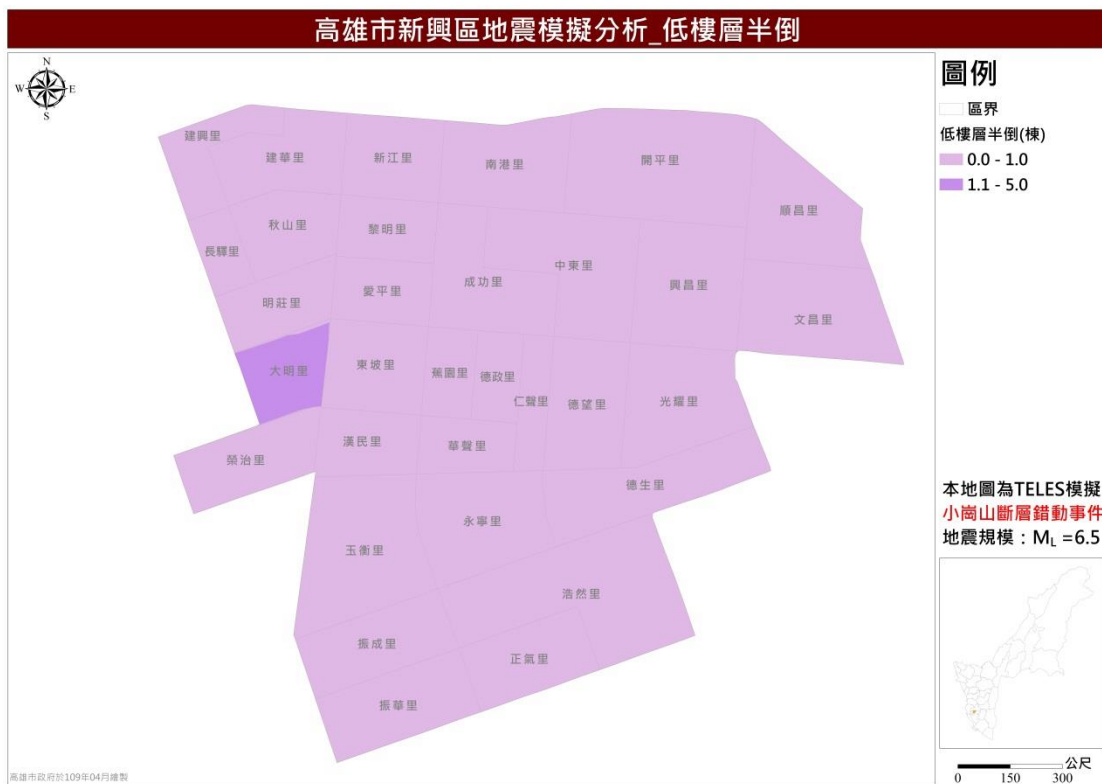 高雄市新興區地震模擬分析_低樓層半倒
N
W
E
S
圖例
區界
低樓層半倒(棟)
0.0 - 1.0
1.1 - 5.0
建興里
建華里
新江里
南港里
開平里
順昌里
秋山里
黎明里
長驛里
中東里
成功里
興昌里
明莊里
愛平里
文昌里
大明里
東坡里
蕉園里
德政里
仁聲里
德望里
光耀里
漢民里
華聲里
榮治里
德生里
永寧里
玉衡里
浩然里
振成里
正氣里
振華里
本地圖為TELES模擬
小崗山斷層錯動事件
地震規模：ML =6.5
公尺
0 150 300
高雄市政府於109年04月繪製